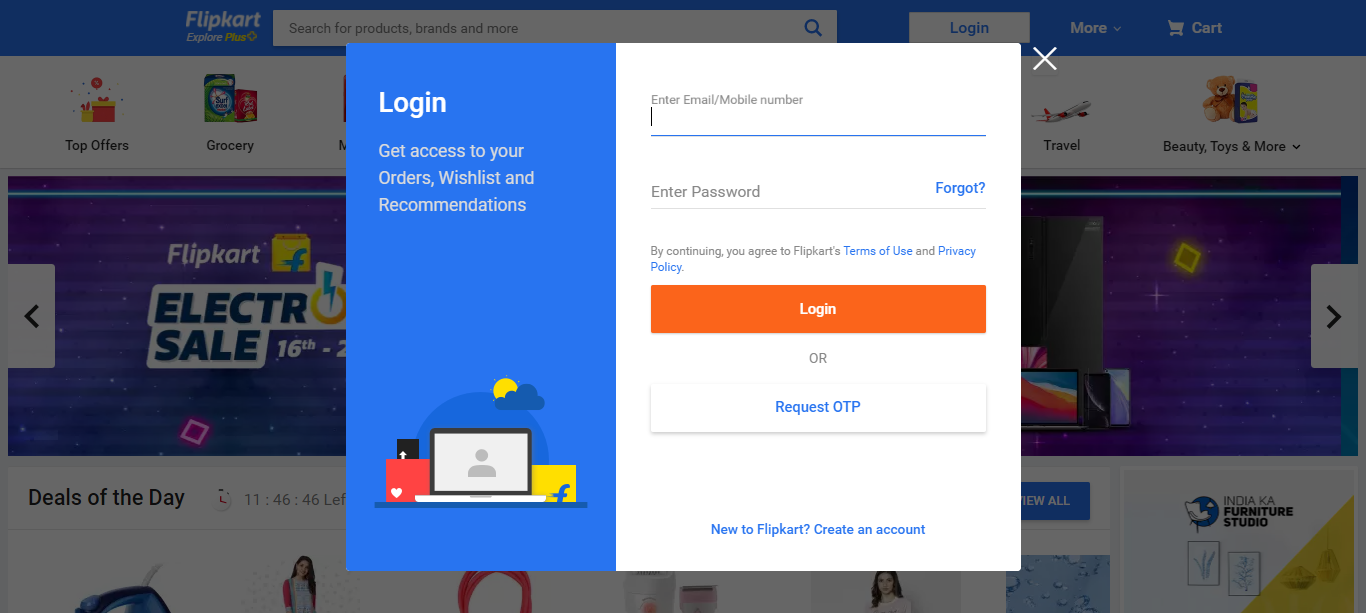 Flipkart
Explore Plus
Search for products, brands and more
Login
More
Cart
Top Offers
Grocery
Travel
Beauty, Toys & More
Login
Get access to your
Orders, Wishlist and
Recommendations
Enter Email/Mobile number
Enter Password
Forgot?
By continuing, you agree to Flipkart's Terms of Use and Privacy
Policy.
Login
OR
Request OTP
New to Flipkart? Create an account
Flipkart
ELECTRO
SALE
16th - 2
Deals of the Day
11 : 46 : 46 Lef
VIEW ALL
INDIA KA
FURNITURE
STUDIO